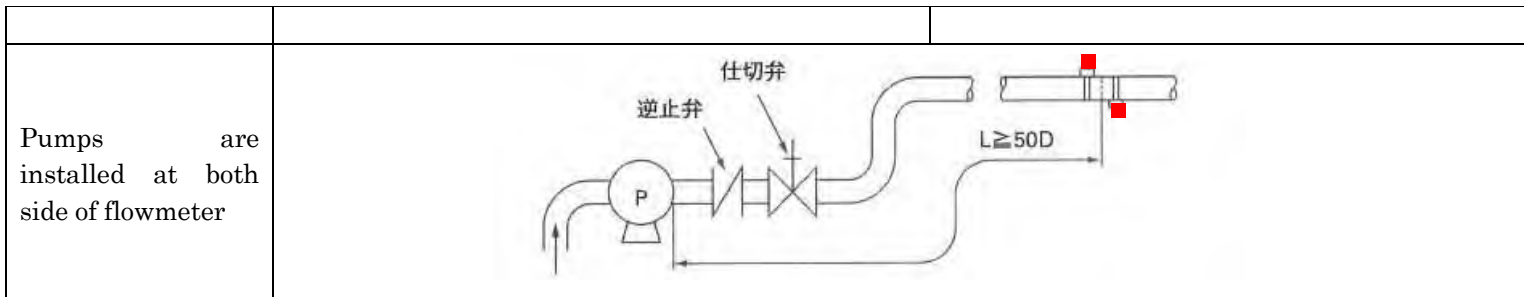 Pumps are
installed at both
side of flowmeter
仕切弁
逆止弁
L≧50D
P